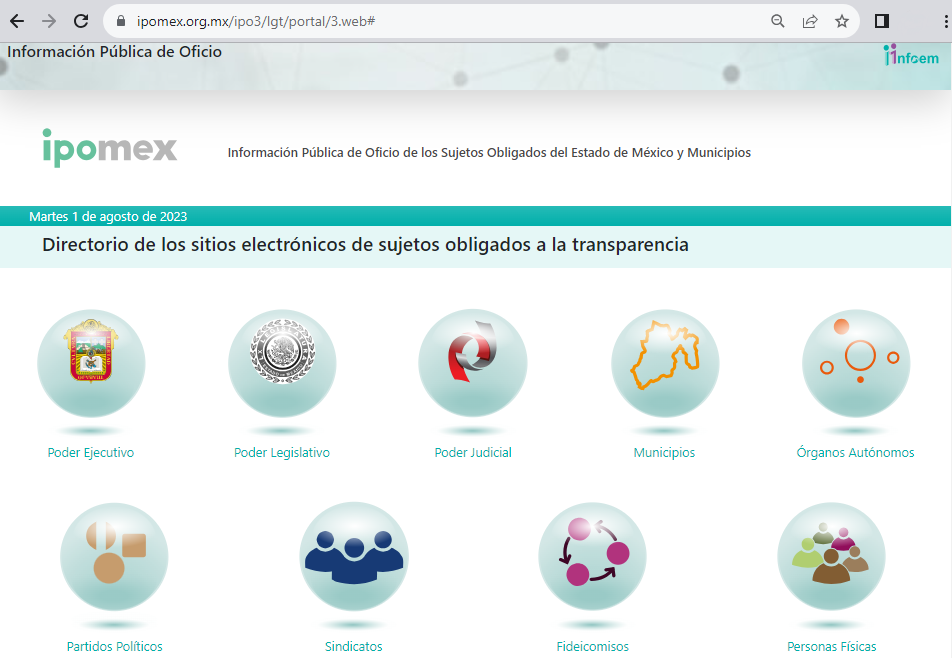 ipomex.org.mx/ipo3/lgt/portal/3.web#
Información Pública de Oficio
infoem
ipomex
Información Pública de Oficio de los Sujetos Obligados del Estado de México y Municipios
Martes 1 de agosto de 2023
Directorio de los sitios electrónicos de sujetos obligados a la transparencia
Poder Ejecutivo
Poder Legislativo
Poder Judicial
Municipios
Órganos Autónomos
Partidos Políticos
Sindicatos
Fideicomisos
Personas Físicas